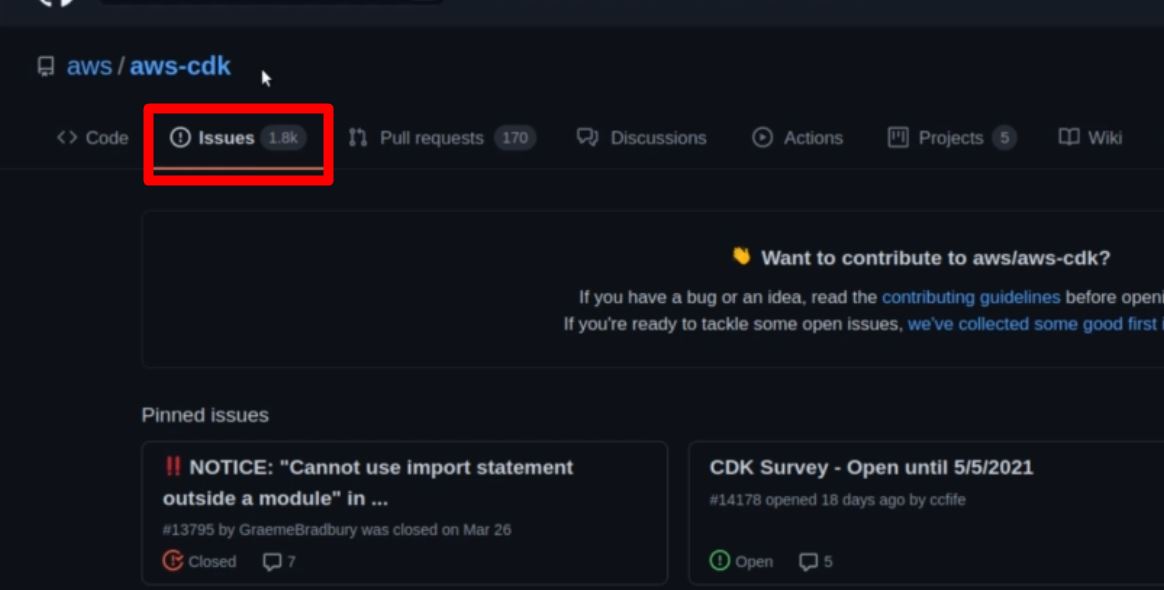 aws / aws-cdk
Code Issues 1.8k Pull requests 170 Discussions Actions Projects 5 Wiki
Want to contribute to aws/aws-cdk?
If you have a bug or an idea, read the contributing guidelines before
If you're ready to tackle some open issues, we've collected some good first
Pinned issues
!! NOTICE: "Cannot use import statement
outside a module" in ...
#13795 by GraemeBradbury was closed on Mar 26
Closed 7
CDK Survey - Open until 5/5/2021
#14178 opened 18 days ago by ccfife
Open 5